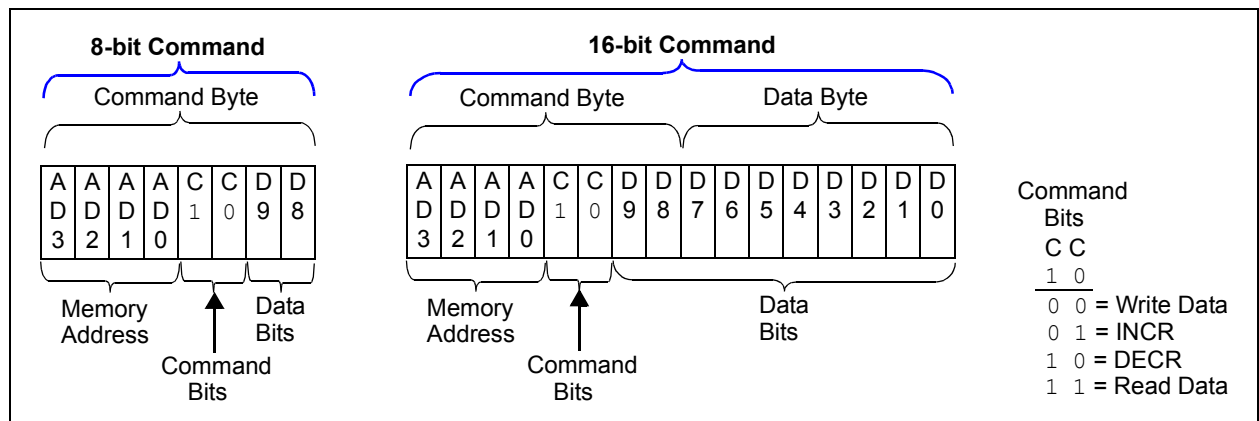 8-bit Command
16-bit Command
Command Byte
Command Byte
Data Byte
A A A A C C D D
D D D D 1 0 9 8
3 2 1 0
A A A A C C D D D D D D D D D D
D D D D 1 0 9 8 7 6 5 4 3 2 1 0
3 2 1 0
Memory
Address
Data
Bits
Command
Bits
Memory
Address
Data
Bits
Command
Bits
Command
Bits
C C
1 0
0 0 = Write Data
0 1 = INCR
1 0 = DECR
1 1 = Read Data